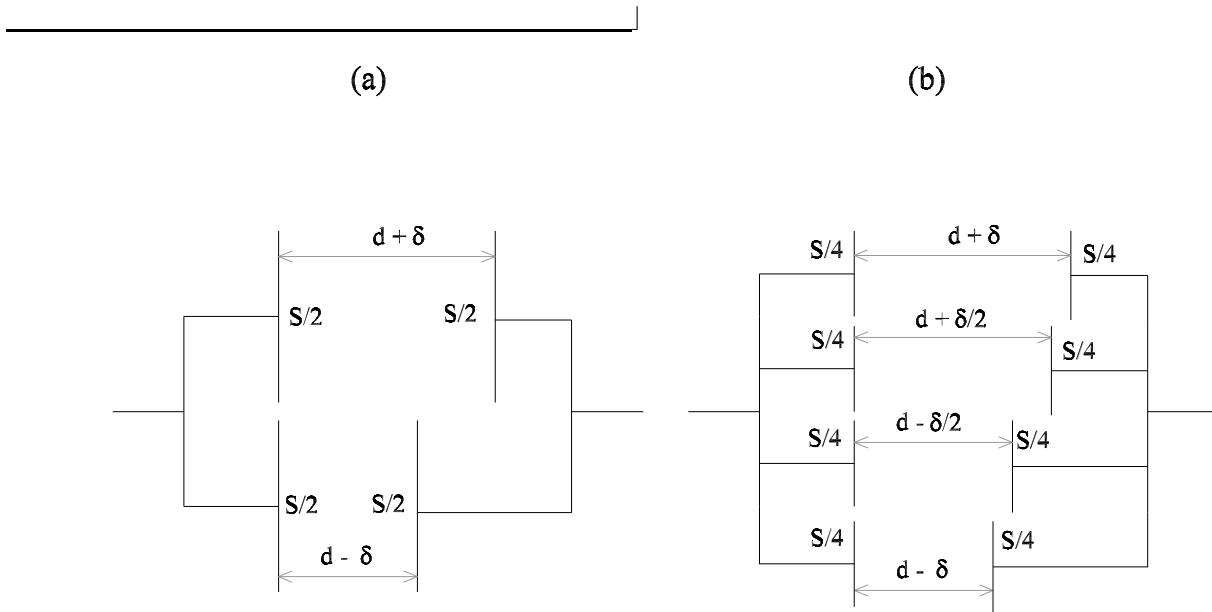 (a) (b)
d + δ
S/2 S/2
S/2 S/2
d - δ
S/4 d + δ S/4
S/4 d + δ/2 S/4
S/4 d - δ/2 S/4
S/4 d - δ S/4